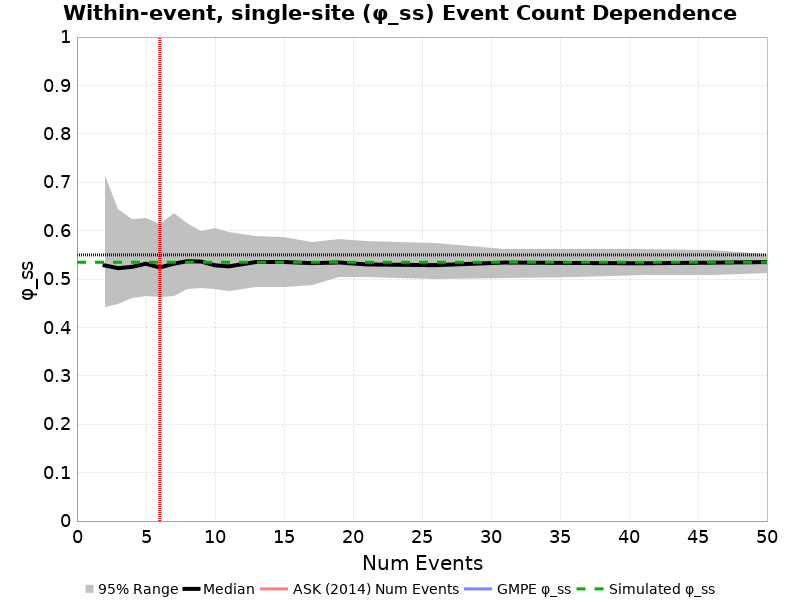 Within-event, single-site (φ_ss) Event Count Dependence
1
0.9
0.8
0.7
0.6
0.5
0.4
0.3
0.2
0.1
0
φ_ss
0 5 10 15 20 25 30 35 40 45 50
Num Events
95% Range Median ASK (2014) Num Events GMPE φ_ss Simulated φ_ss